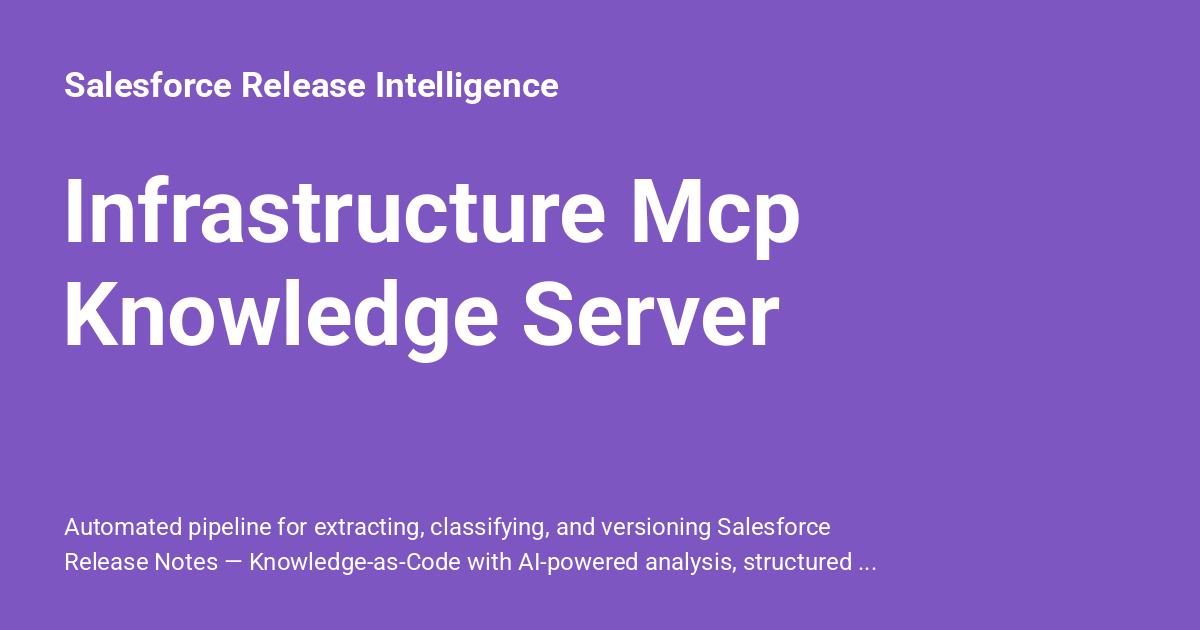 Salesforce Release Intelligence
Infrastructure Mcp
Knowledge Server
Automated pipeline for extracting, classifying, and versioning Salesforce
Release Notes — Knowledge-as-Code with AI-powered analysis, structured ...